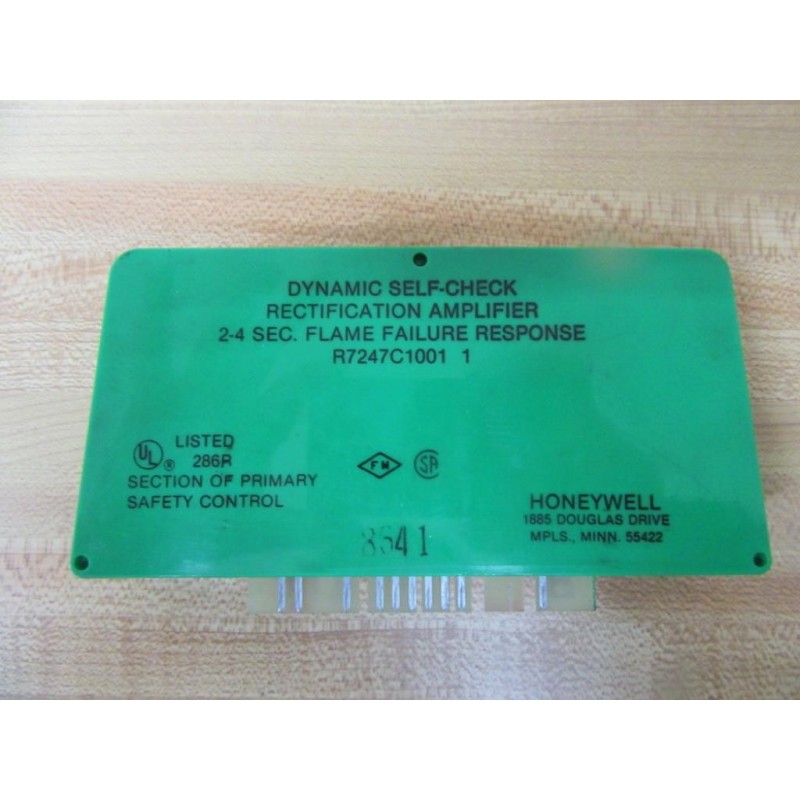 DYNAMIC SELF-CHECK
RECTIFICATION AMPLIFIER
2-4 SEC. FLAME FAILURE RESPONSE
R7247C1001 1
UL ® LISTED
286R
SECTION OF PRIMARY
SAFETY CONTROL
FM SA
HONEYWELL
1885 DOUGLAS DRIVE
MPLS., MINN. 55422
8541